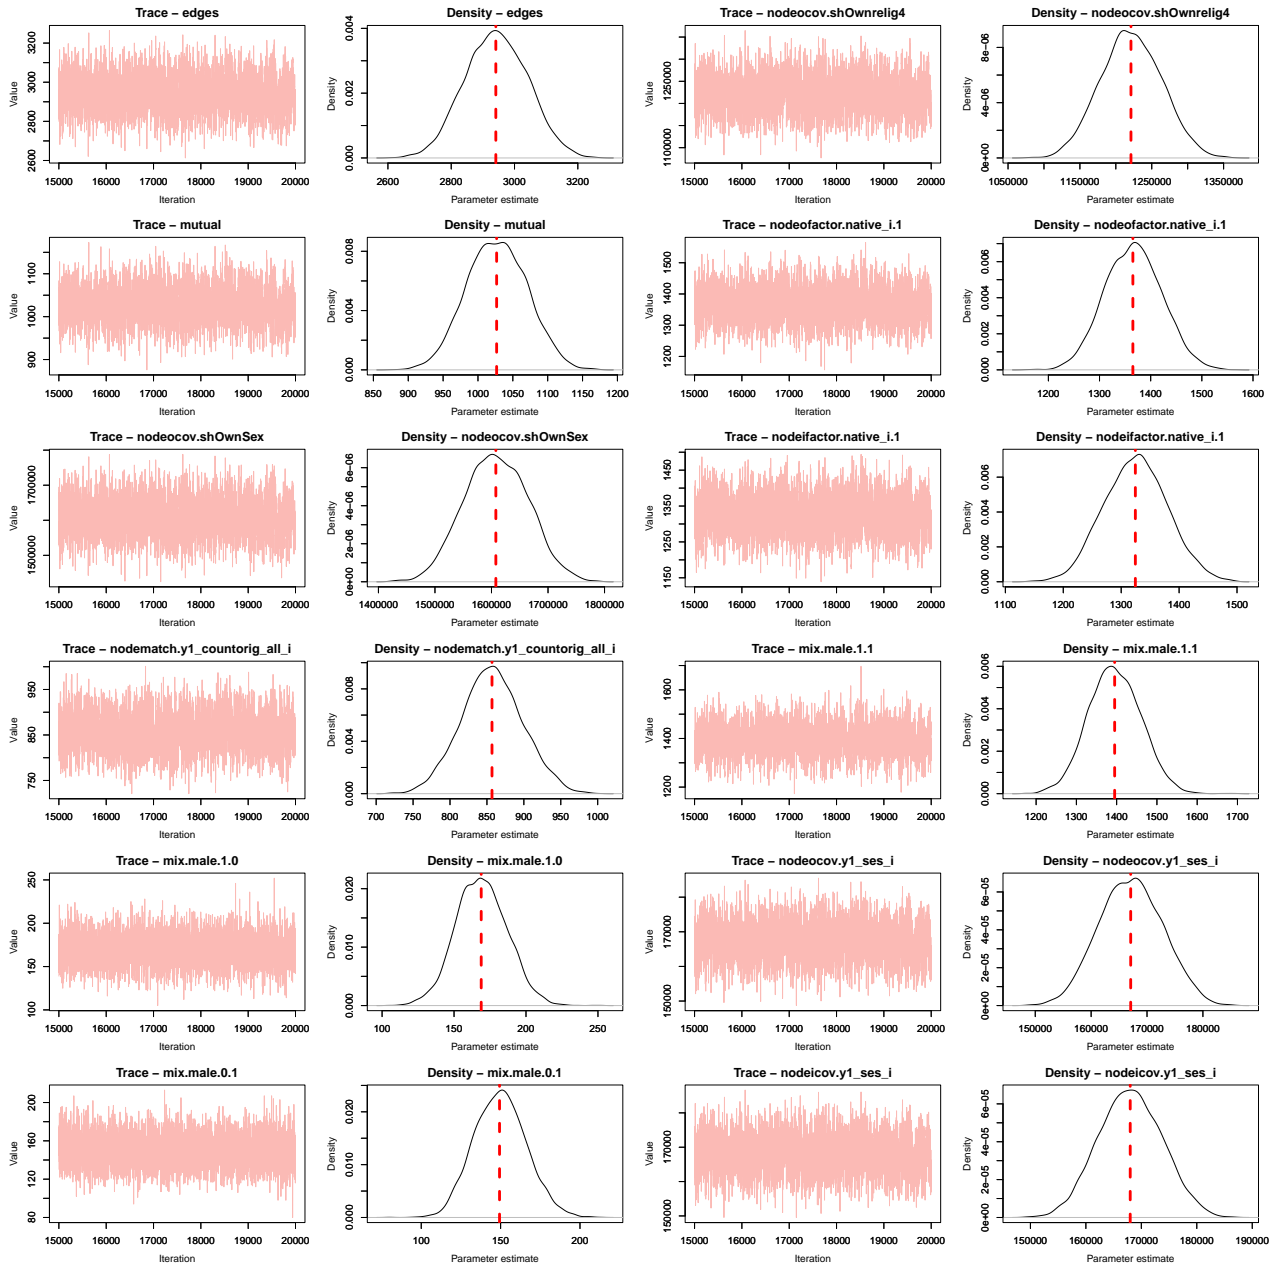 Trace − edges
Density − edges
Trace − nodeocov.shOwnrelig4
Density − nodeocov.shOwnrelig4
Value
2600 2800 3000 3200
15000 16000 17000 18000 19000 20000
Iteration
Density
0.000 0.002 0.004
2600 2800 3000 3200
Parameter estimate
Value
1100000 1250000
15000 16000 17000 18000 19000 20000
Iteration
Density
0e+00 4e−06 8e−06
1050000 1150000 1250000 1350000
Parameter estimate
Trace − mutual
Density − mutual
Trace − nodeofactor.native_i.1
Density − nodeofactor.native_i.1
Value
900 1000 1100
15000 16000 17000 18000 19000 20000
Iteration
Density
0.000 0.004 0.008
850 900 950 1000 1050 1100 1150 1200
Parameter estimate
Value
1200 1300 1400 1500
15000 16000 17000 18000 19000 20000
Iteration
Density
0.000 0.002 0.004 0.006
1200 1300 1400 1500 1600
Parameter estimate
Trace − nodeocov.shOwnSex
Density − nodeocov.shOwnSex
Trace − nodeifactor.native_i.1
Density − nodeifactor.native_i.1
Value
1500000 1700000
15000 16000 17000 18000 19000 20000
Iteration
Density
0e+00 2e−06 4e−06 6e−06
1400000 1500000 1600000 1700000 1800000
Parameter estimate
Value
1150 1250 1350 1450
15000 16000 17000 18000 19000 20000
Iteration
Density
0.000 0.002 0.004 0.006
1100 1200 1300 1400 1500
Parameter estimate
Trace − nodematch.y1_countorig_all_i
Density − nodematch.y1_countorig_all_i
Trace − mix.male.1.1
Density − mix.male.1.1
Value
750 850 950
15000 16000 17000 18000 19000 20000
Iteration
Density
0.000 0.004 0.008
700 750 800 850 900 950 1000
Parameter estimate
Value
1200 1400 1600
15000 16000 17000 18000 19000 20000
Iteration
Density
0.000 0.002 0.004 0.006
1200 1300 1400 1500 1600 1700
Parameter estimate
Trace − mix.male.1.0
Density − mix.male.1.0
Trace − nodeocov.y1_ses_i
Density − nodeocov.y1_ses_i
Value
100 150 200 250
15000 16000 17000 18000 19000 20000
Iteration
Density
0.000 0.010 0.020
100 150 200 250
Parameter estimate
Value
150000 170000
15000 16000 17000 18000 19000 20000
Iteration
Density
0e+00 2e−05 4e−05 6e−05
150000 160000 170000 180000
Parameter estimate
Trace − mix.male.0.1
Density − mix.male.0.1
Trace − nodeicov.y1_ses_i
Density − nodeicov.y1_ses_i
Value
80 120 160 200
15000 16000 17000 18000 19000 20000
Iteration
Density
0.000 0.010 0.020
100 150 200
Parameter estimate
Value
150000 170000
15000 16000 17000 18000 19000 20000
Iteration
Density
0e+00 2e−05 4e−05 6e−05
150000 160000 170000 180000 190000
Parameter estimate